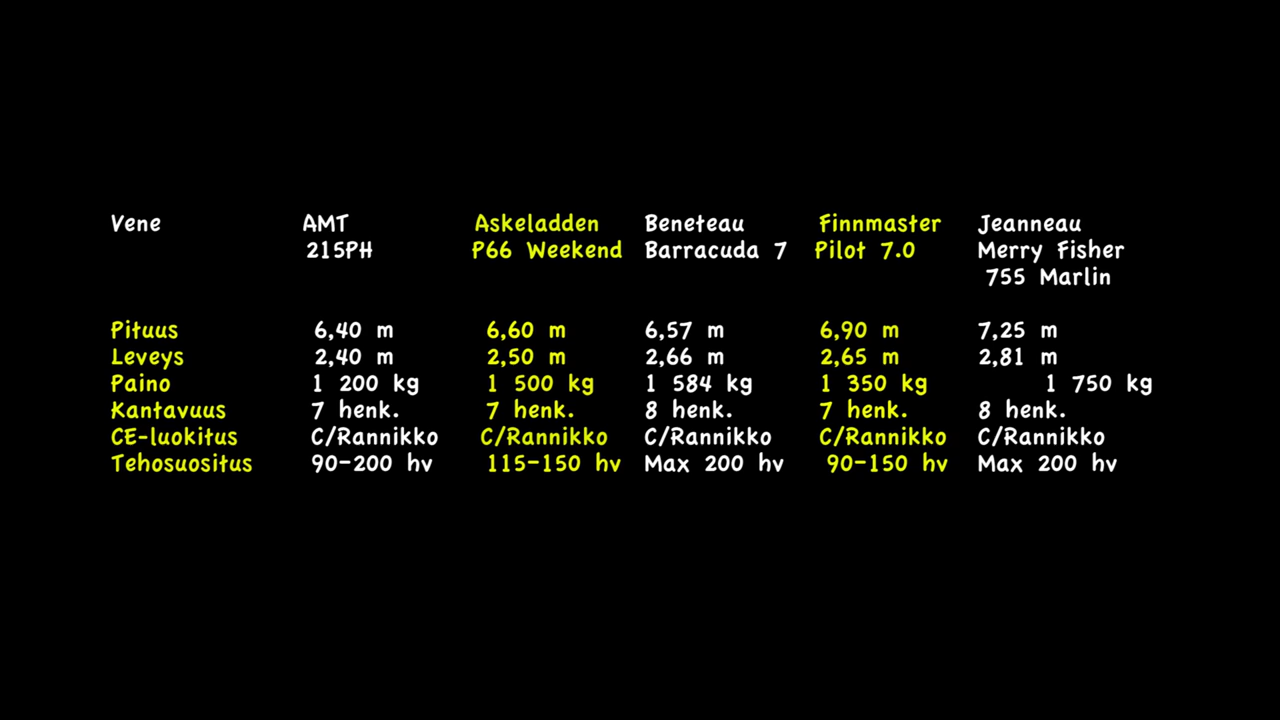 Vene AMT Askeladden Beneteau Finnmaster Jeanneau
215PH P66 Weekend Barracuda 7 Pilot 7.0 Merry Fisher
755 Marlin
Pituus 6,40 m 6,60 m 6,57 m 6,90 m 7,25 m
Leveys 2,40 m 2,50 m 2,66 m 2,65 m 2,81 m
Paino 1 200 kg 1 500 kg 1 584 kg 1 350 kg 1 750 kg
Kantavuus 7 henk. 7 henk. 8 henk. 7 henk. 8 henk.
CE-luokitus C/Rannikko C/Rannikko C/Rannikko C/Rannikko C/Rannikko
Tehosuositus 90-200 hv 115-150 hv Max 200 hv 90-150 hv Max 200 hv